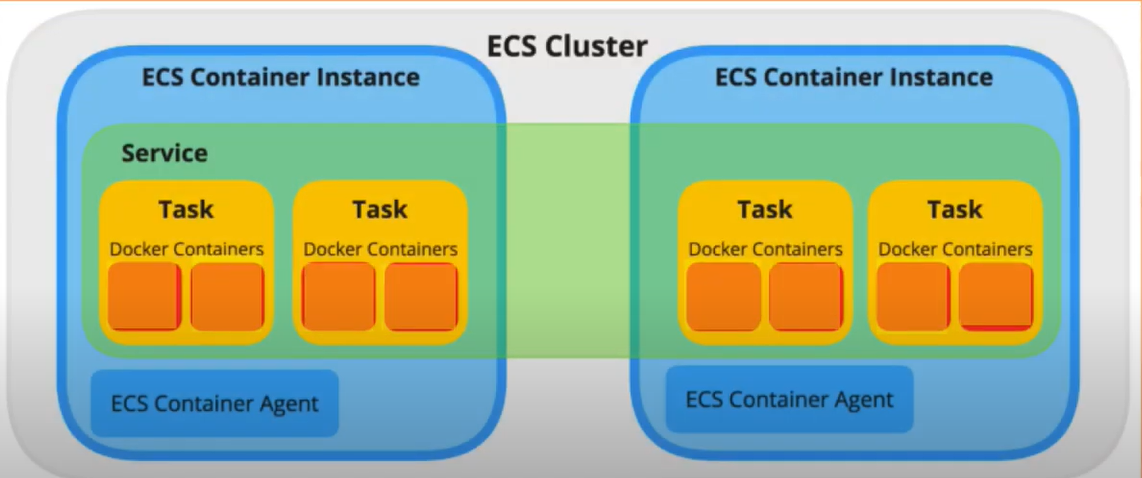 ECS Cluster
ECS Container Instance
ECS Container Instance
Service
Task
Task
Task
Task
Docker Containers
Docker Containers
Docker Containers
Docker Containers
ECS Container Agent
ECS Container Agent